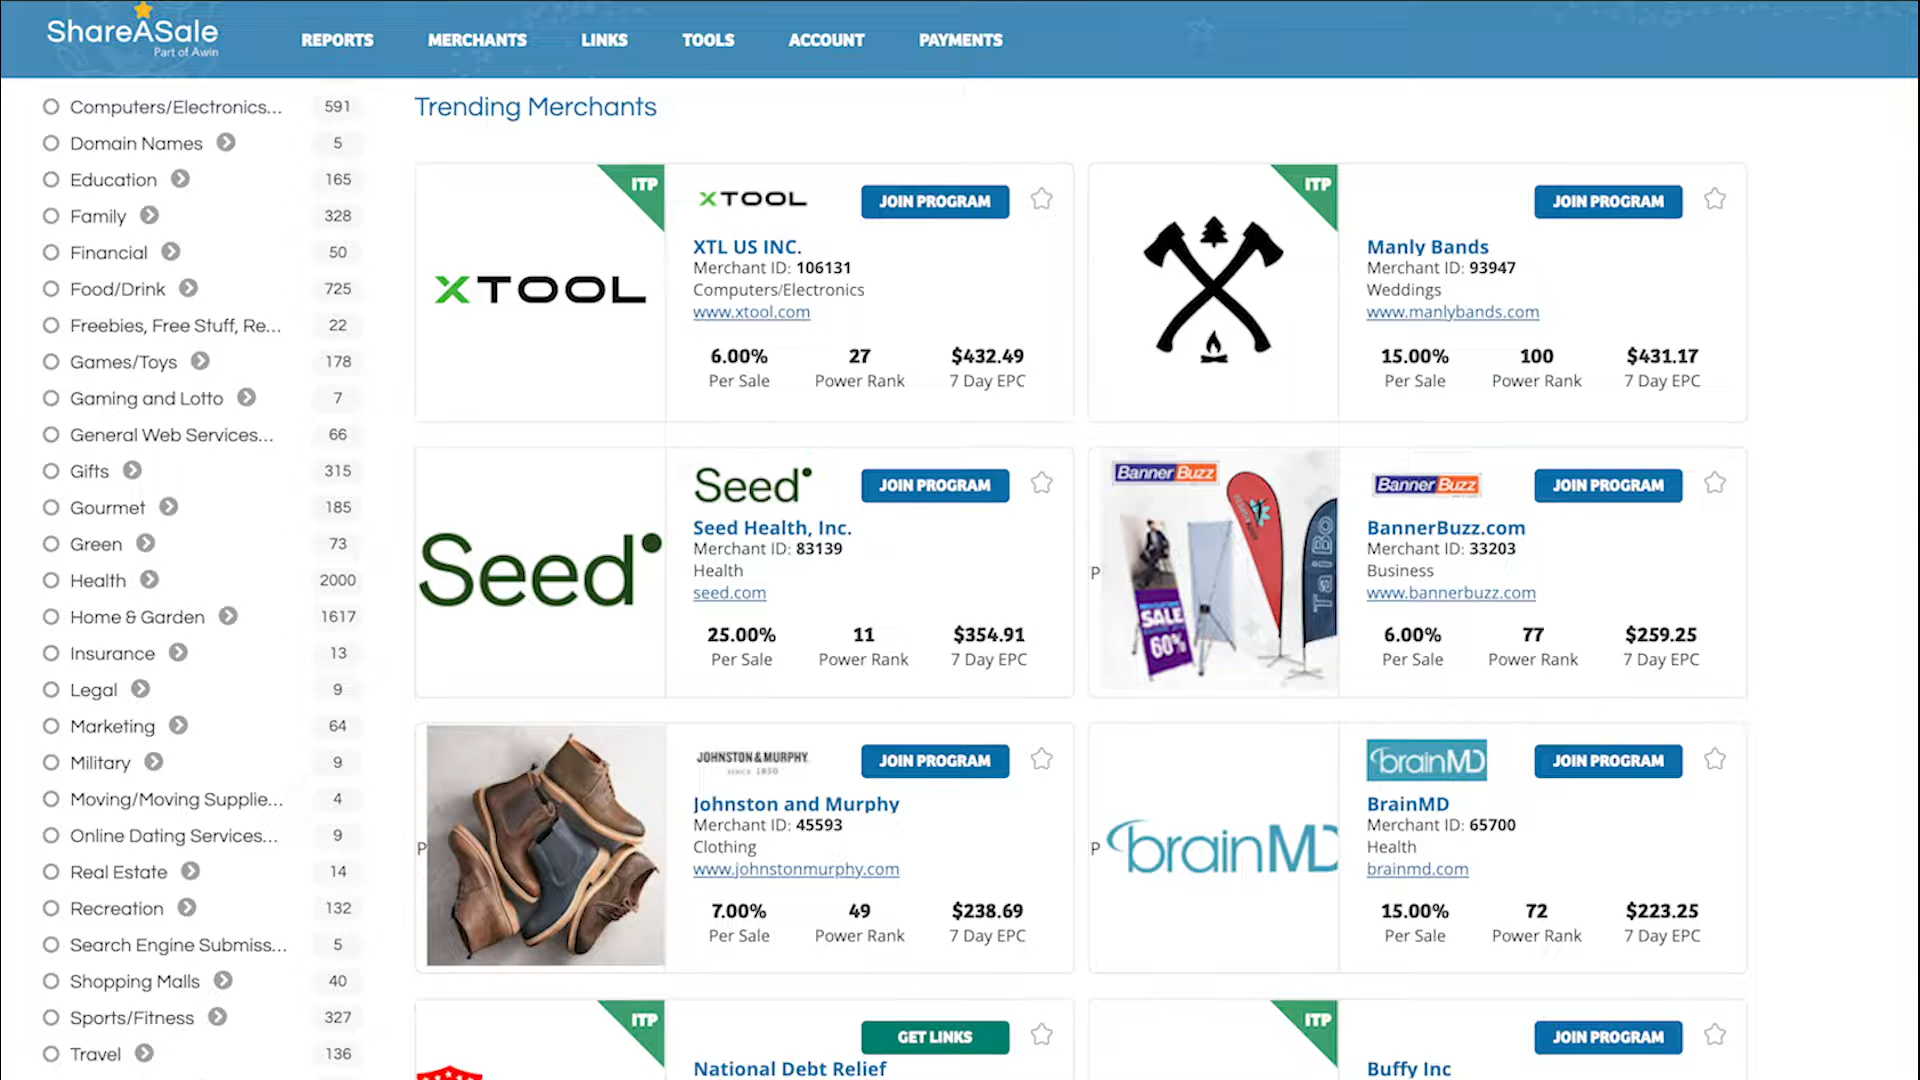 ShareASale
Part of Awin
REPORTS
MERCHANTS
LINKS
TOOLS
ACCOUNT
PAYMENTS
Computers/Electronics... 591
Domain Names 5
Education 165
Family 328
Financial 50
Food/Drink 725
Freebies, Free Stuff, Re... 22
Games/Toys 178
Gaming and Lotto 7
General Web Services... 66
Gifts 315
Gourmet 185
Green 73
Health 2000
Home & Garden 1617
Insurance 13
Legal 9
Marketing 64
Military 9
Moving/Moving Supplie... 4
Online Dating Services... 9
Real Estate 14
Recreation 132
Search Engine Submiss... 5
Shopping Malls 40
Sports/Fitness 327
Travel 136
Trending Merchants
ITP
XTOOL
XTOOL
JOIN PROGRAM
XTL US INC.
Merchant ID: 106131
Computers/Electronics
www.xtool.com
6.00% 27 $432.49
Per Sale Power Rank 7 Day EPC
ITP
JOIN PROGRAM
Manly Bands
Merchant ID: 93947
Weddings
www.manlybands.com
15.00% 100 $431.17
Per Sale Power Rank 7 Day EPC
Seed
Seed
JOIN PROGRAM
Seed Health, Inc.
Merchant ID: 83139
Health
seed.com
25.00% 11 $354.91
Per Sale Power Rank 7 Day EPC
P
Banner Buzz
SALE
60%
Tai BO
Banner Buzz
JOIN PROGRAM
BannerBuzz.com
Merchant ID: 33203
Business
www.bannerbuzz.com
6.00% 77 $259.25
Per Sale Power Rank 7 Day EPC
P
JOHNSTON & MURPHY
SINCE 1850
JOIN PROGRAM
Johnston and Murphy
Merchant ID: 45593
Clothing
www.johnstonmurphy.com
7.00% 49 $238.69
Per Sale Power Rank 7 Day EPC
P
brainMD
brainMD
JOIN PROGRAM
BrainMD
Merchant ID: 65700
Health
brainmd.com
15.00% 72 $223.25
Per Sale Power Rank 7 Day EPC
ITP
GET LINKS
National Debt Relief
ITP
JOIN PROGRAM
Buffy Inc